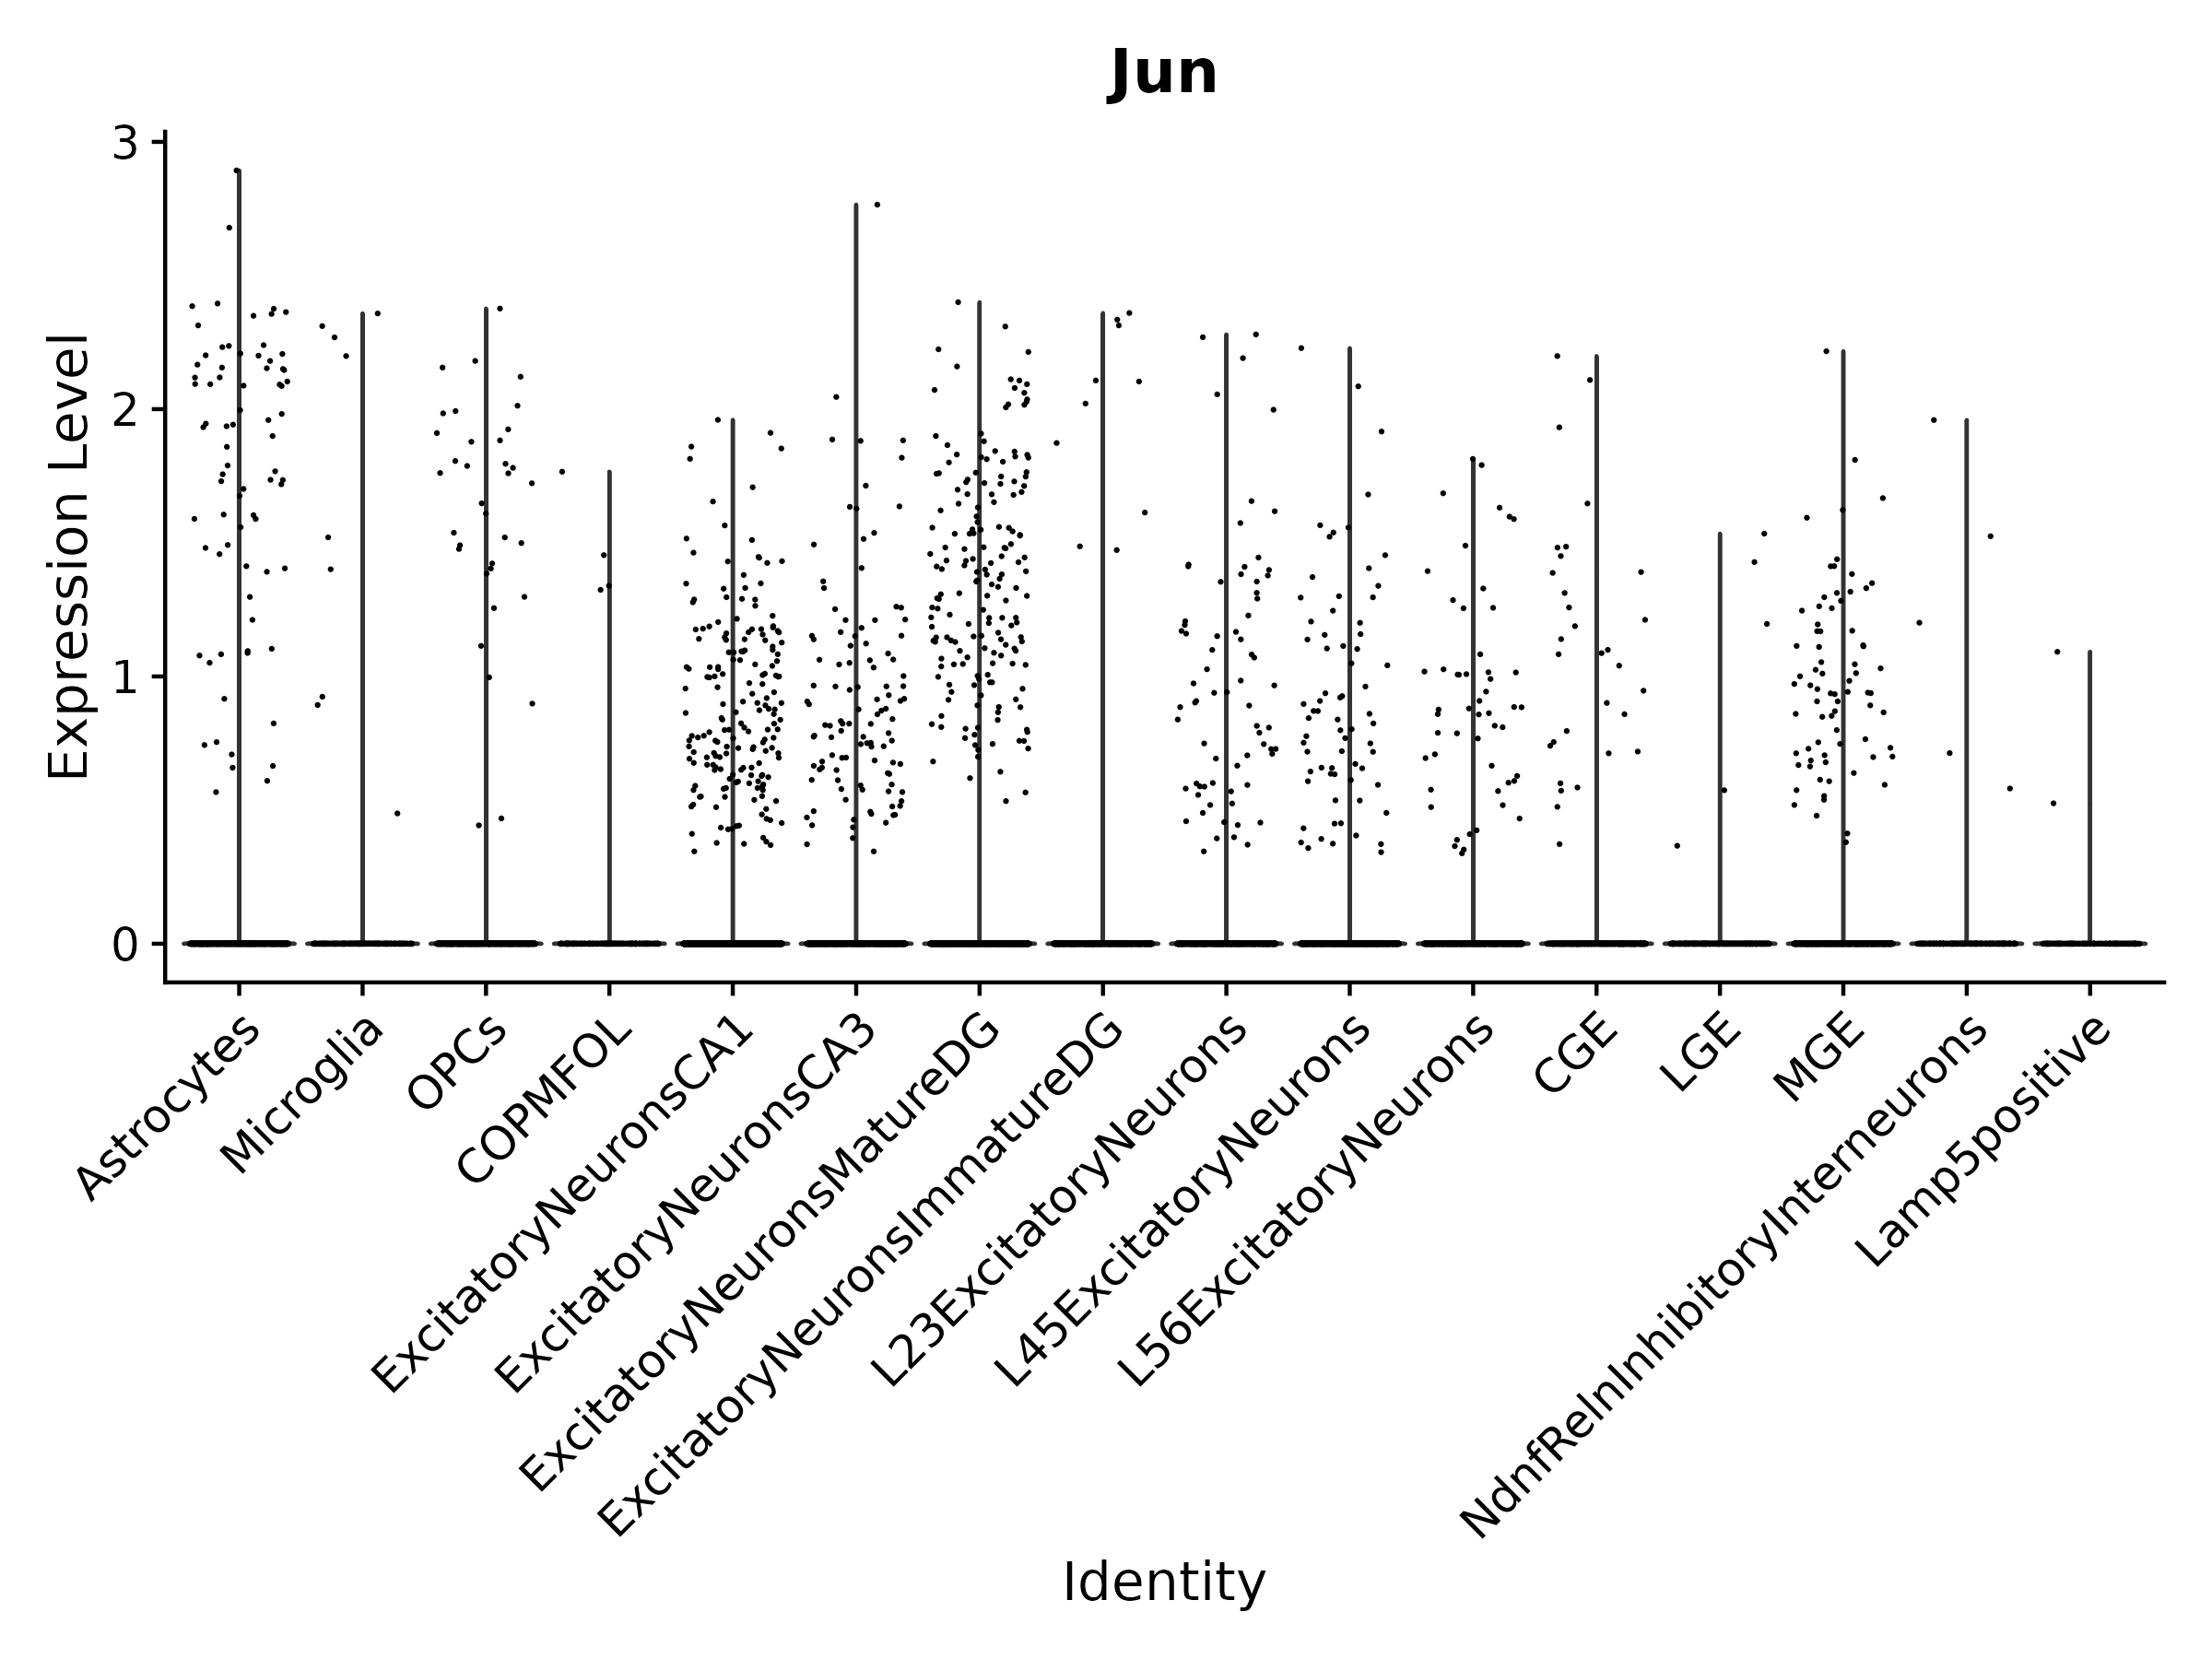 Jun
Expression Level
3
2
1
0
Astrocytes
Microglia
OPCs
COPMFOL
ExcitatoryNeuronsCA1
ExcitatoryNeuronsCA3
ExcitatoryNeuronsMatureDG
ExcitatoryNeuronsImmatureDG
L23ExcitatoryNeurons
L45ExcitatoryNeurons
L56ExcitatoryNeurons
CGE
LGE
MGE
NdnfRelnInhibitoryInterneurons
Lamp5positive
Identity